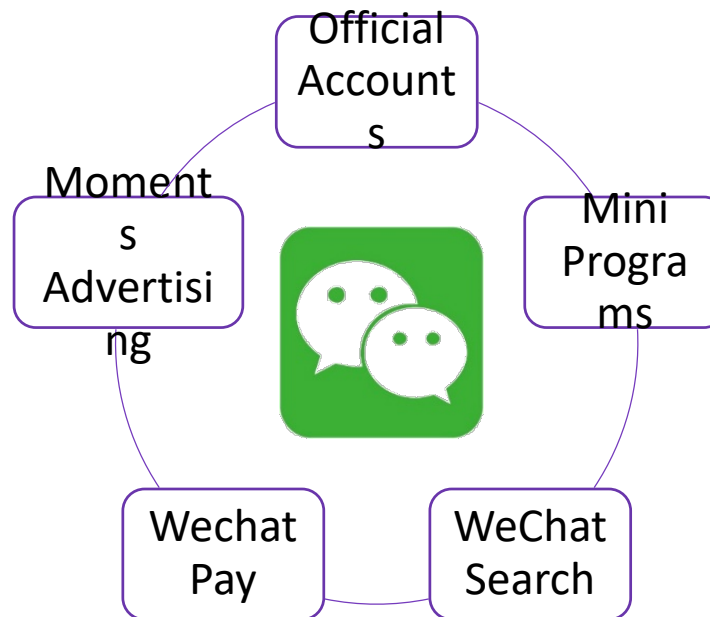 Official
Account
s
Moment
s
Advertisi
ng
Mini
Progra
ms
Wechat
Pay
WeChat
Search